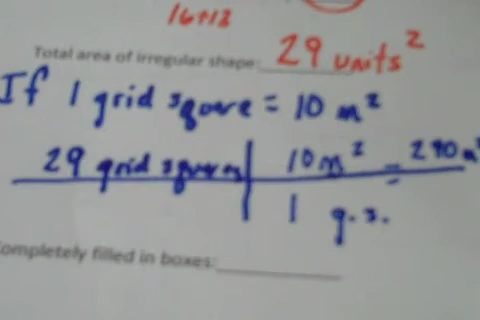 16+13
Total area of irregular shape: 29 units²
If 1 grid square = 10 m²
29 grid squares | 10 m² = 290 m²
1 g.s.
Completely filled in boxes: